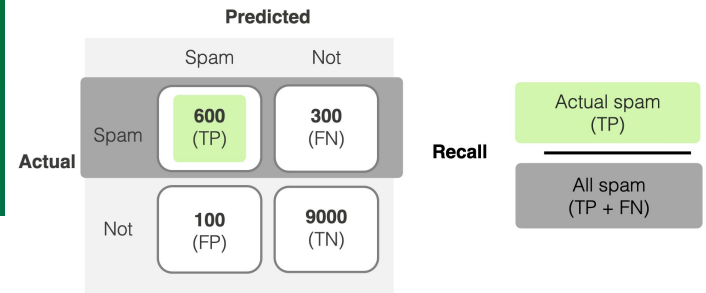 Predicted
Spam Not
600 300
(TP) (FN)
Spam
Actual
100 9000
(FP) (TN)
Not
Recall
Actual spam
(TP)
All spam
(TP + FN)